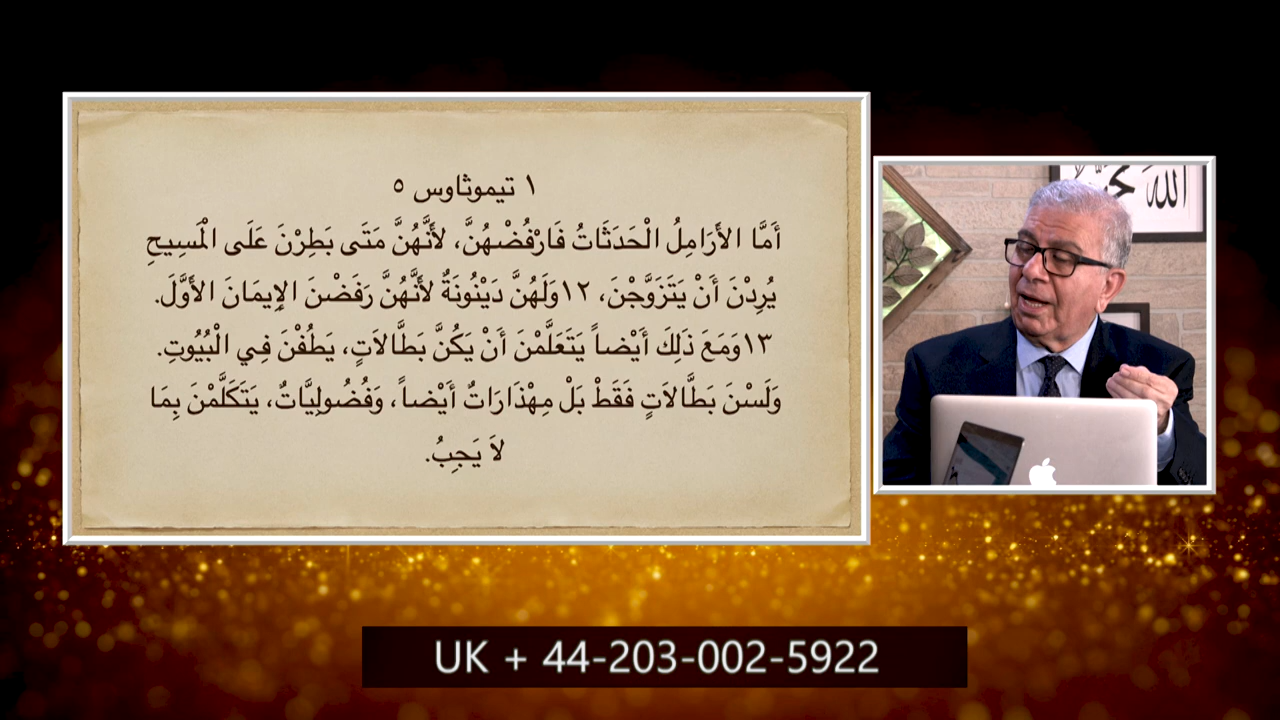 ١ تيموثاوس ٥
أَمَّا الأَرَامِلُ الْحَدَثَاتُ فَارْفُضْهُنَّ، لأَنَّهُنَّ مَتَى بَطِرْنَ عَلَى الْمَسِيحِ
يُرِدْنَ أَنْ يَتَزَوَّجْنَ، ١٢وَلَهُنَّ دَيْنُونَةٌ لأَنَّهُنَّ رَفَضْنَ الإِيمَانَ الأَوَّلَ.
١٣وَمَعَ ذَلِكَ أَيْضاً يَتَعَلَّمْنَ أَنْ يَكُنَّ بَطَّالاَتٍ، يَطُفْنَ فِي الْبُيُوتِ.
وَلَسْنَ بَطَّالاَتٍ فَقَطْ بَلْ مِهْذَارَاتٌ أَيْضاً، وَفُضُولِيَّاتٌ، يَتَكَلَّمْنَ بِمَا
لاَ يَجِبُ.
الله
UK + 44-203-002-5922